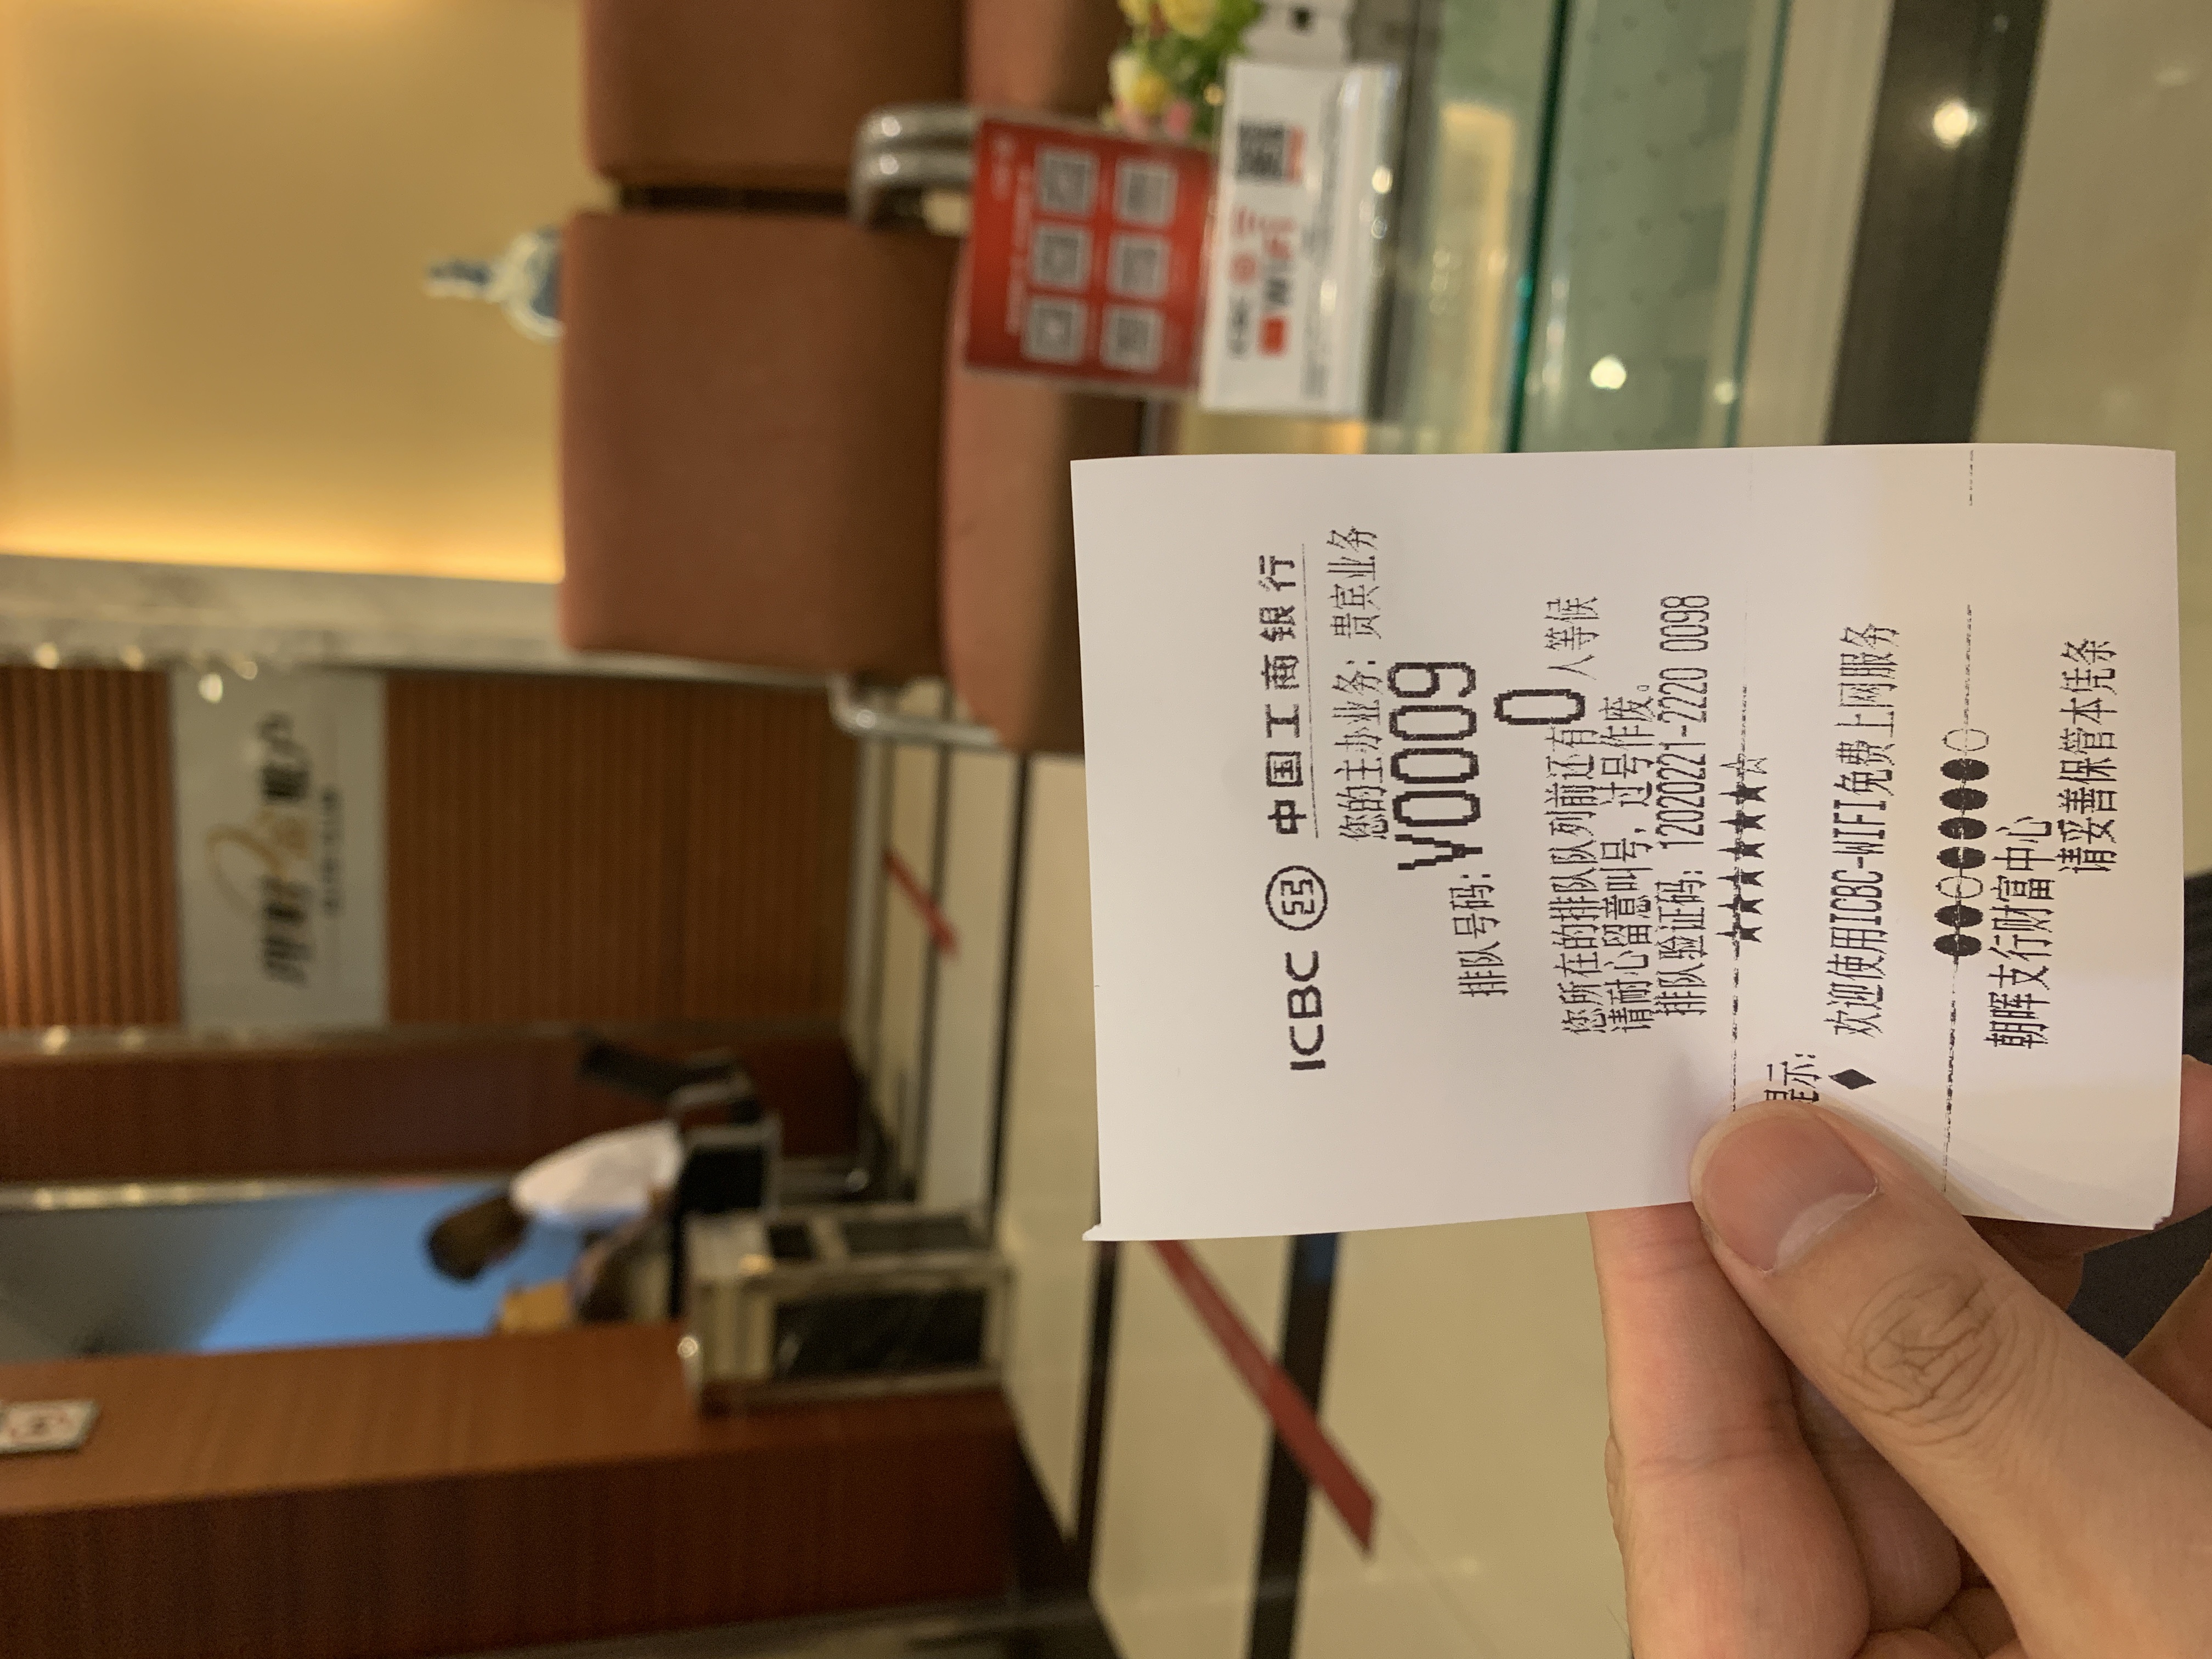 ICBC 中国工商银行
您的主办业务: 贵宾业务
排队号码: V0009
您所在的排队队列前还有 0 人等候
请耐心留意叫号, 过号作废。
排队验证码: 12020221-2220 0098
★★★★★★☆
提示:
◆ 欢迎使用ICBC-WIFI免费上网服务
●●○●●●●○
朝晖支行财富中心
请妥善保管本凭条
ICBC WiFi